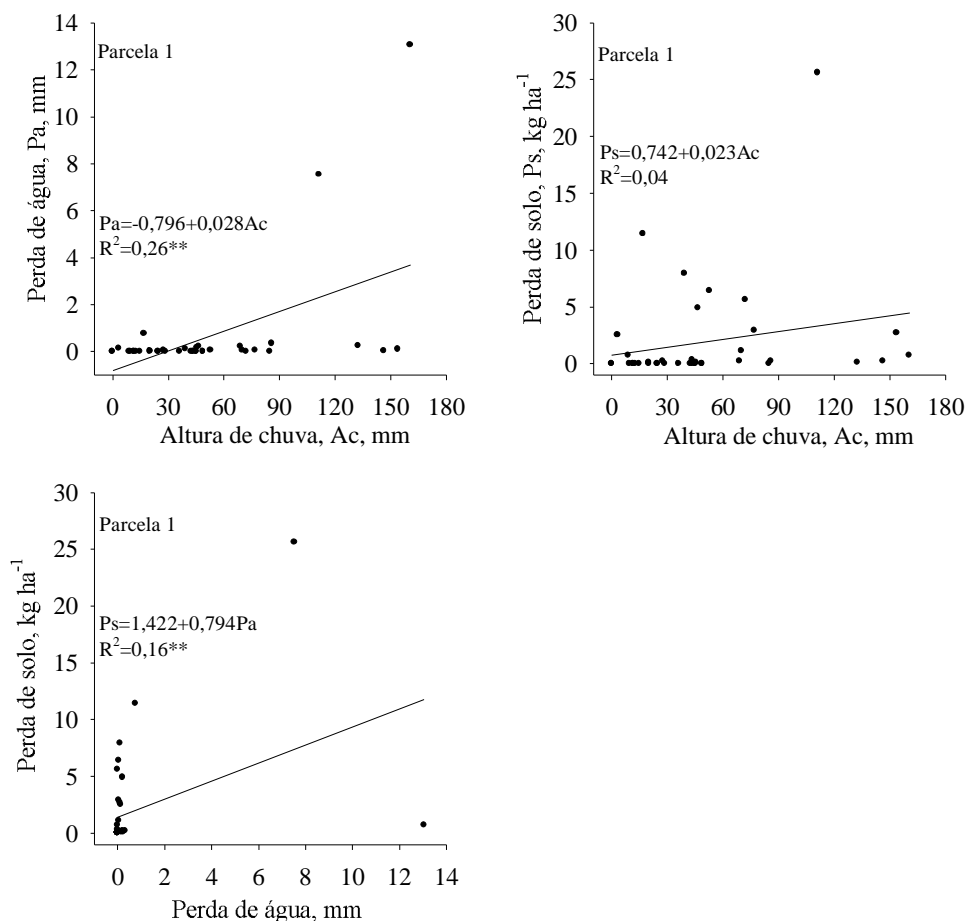 14
12
10
8
6
4
2
0
Perda de água, Pa, mm
Parcela 1
Pa=-0,796+0,028Ac
R²=0,26**
0 30 60 90 120 150 180
Altura de chuva, Ac, mm
30
25
20
15
10
5
0
Perda de solo, Ps, kg ha⁻¹
Parcela 1
Ps=0,742+0,023Ac
R²=0,04
0 30 60 90 120 150 180
Altura de chuva, Ac, mm
30
25
20
15
10
5
0
Perda de solo, kg ha⁻¹
Parcela 1
Ps=1,422+0,794Pa
R²=0,16**
0 2 4 6 8 10 12 14
Perda de água, mm